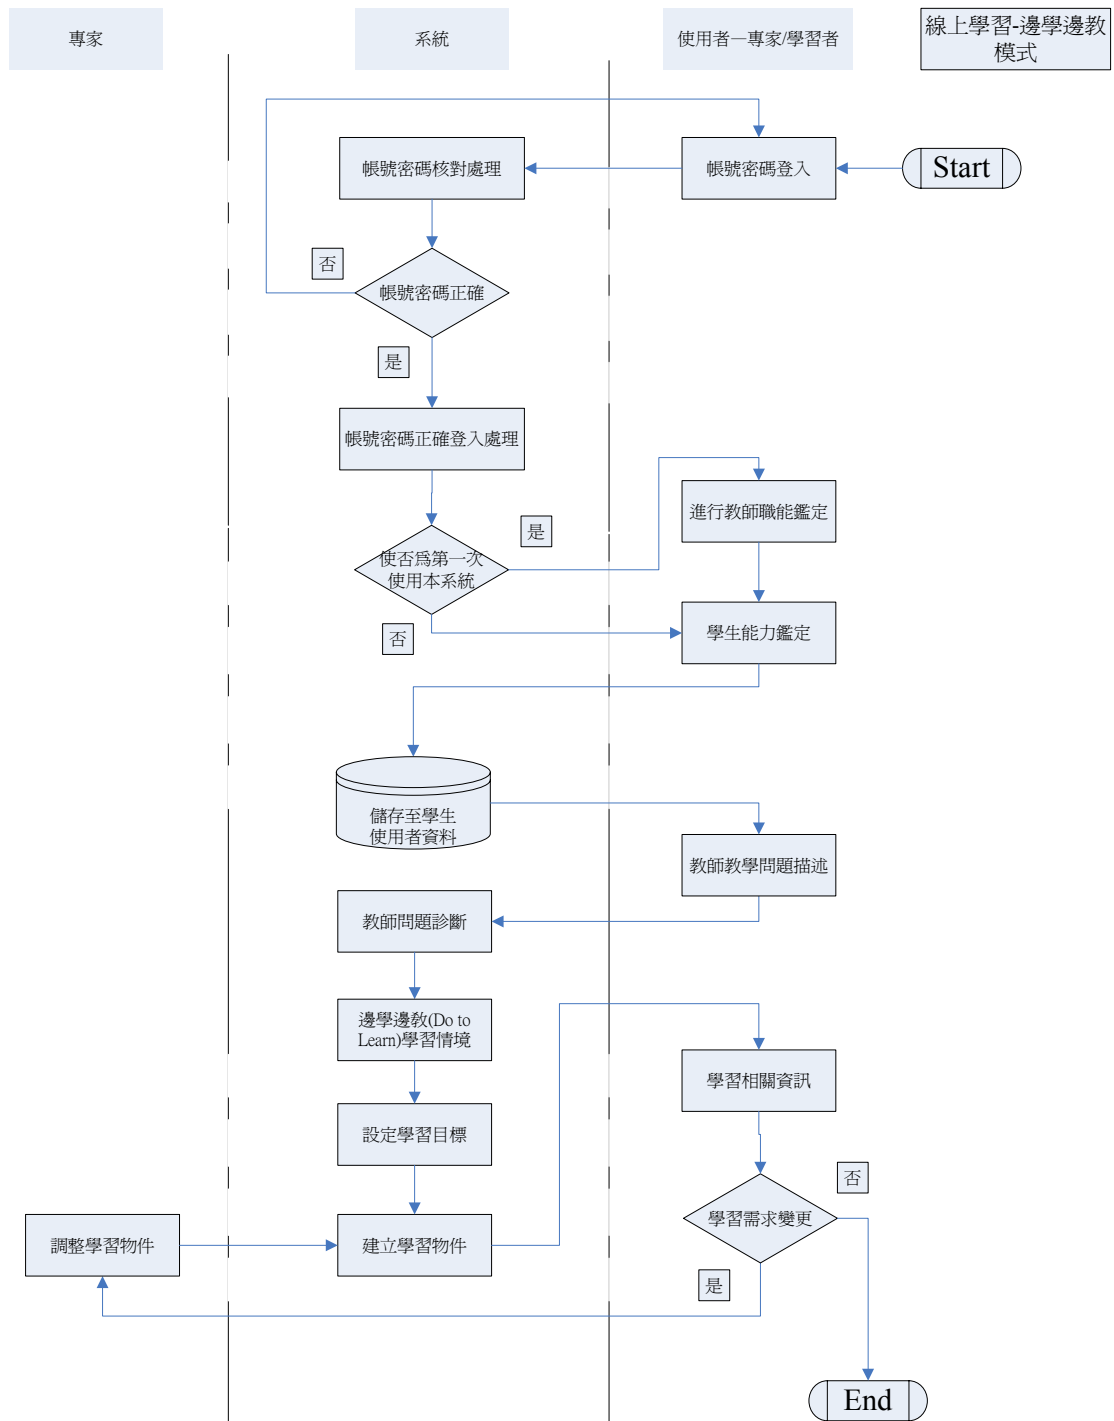 專家
系統
使用者—專家/學習者
線上學習-邊學邊教
模式
帳號密碼核對處理
帳號密碼登入
Start
否
帳號密碼正確
是
帳號密碼正確登入處理
進行教師職能鑑定
是
使否為第一次
使用本系統
否
學生能力鑑定
儲存至學生
使用者資料
教師教學問題描述
教師問題診斷
邊學邊教(Do to
Learn)學習情境
學習相關資訊
設定學習目標
否
學習需求變更
調整學習物件
建立學習物件
是
End